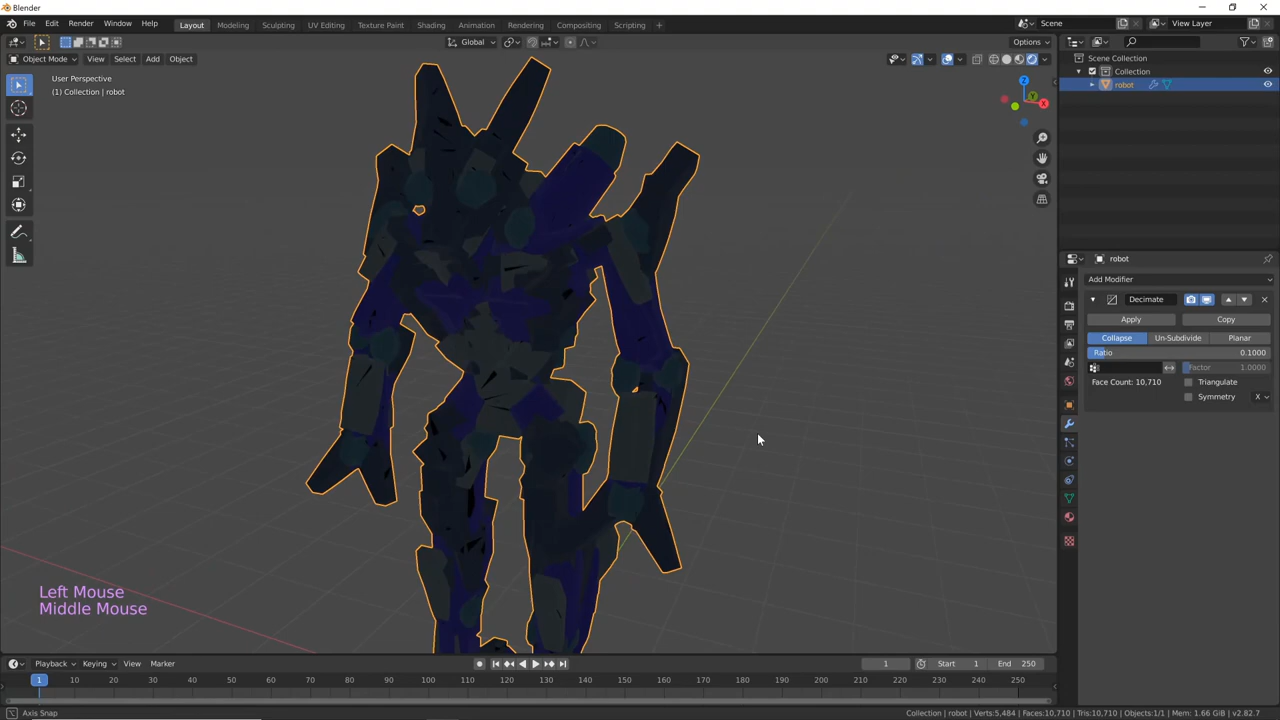 Blender
File Edit Render Window Help Layout Modeling Sculpting UV Editing Texture Paint Shading Animation Rendering Compositing Scripting + Scene View Layer
Global Options
Object Mode View Select Add Object
User Perspective
(1) Collection | robot
Scene Collection
Collection
robot
Z
Y
X
robot
Add Modifier
Decimate
Apply Copy
Collapse Un-Subdivide Planar
Ratio 0.1000
Factor 1.0000
Face Count: 10,710 Triangulate
Symmetry X
Left Mouse
Middle Mouse
Playback Keying View Marker 1 Start 1 End 250
1 10 20 30 40 50 60 70 80 90 100 110 120 130 140 150 160 170 180 190 200 210 220 230 240 250
Axis Snap Collection | robot | Verts:5,484 | Faces:10,710 | Tris:10,710 | Objects:1/1 | Mem: 1.66 GiB | v2.82.7